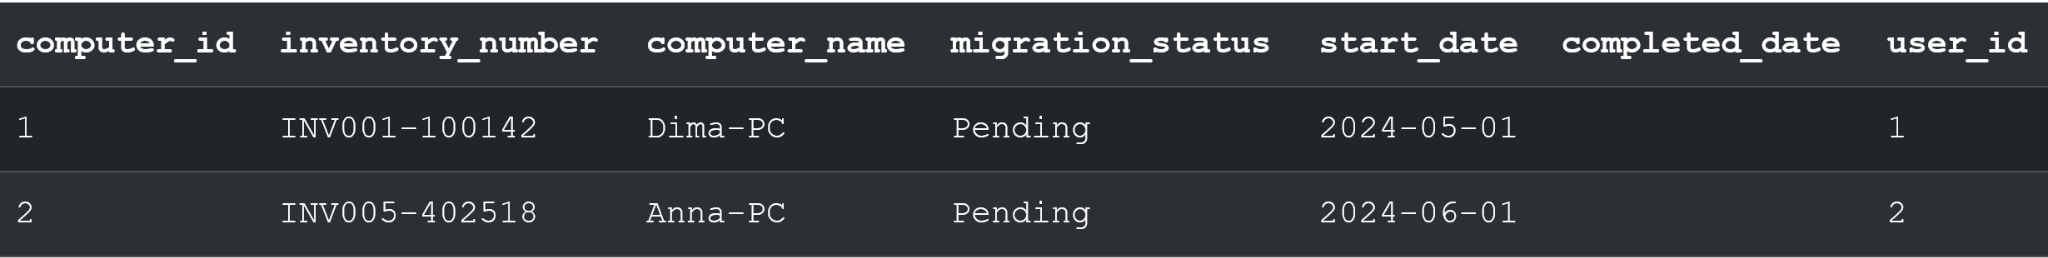 computer_id inventory_number computer_name migration_status start_date completed_date user_id
1 INV001-100142 Dima-PC Pending 2024-05-01 1
2 INV005-402518 Anna-PC Pending 2024-06-01 2